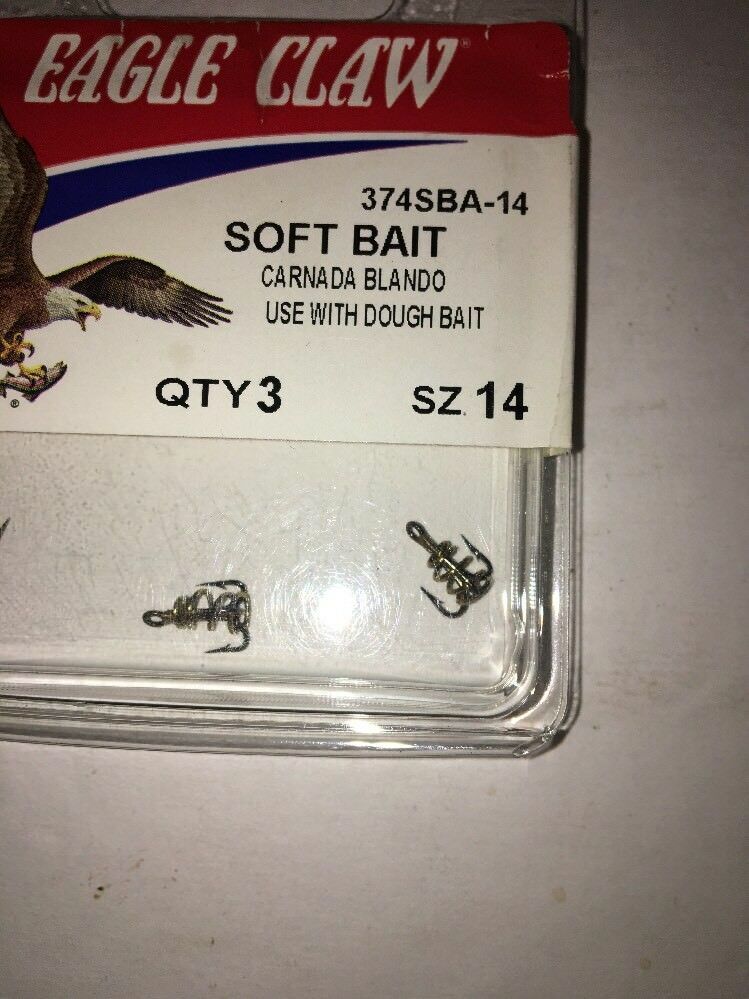 EAGLE CLAW®
374SBA-14
SOFT BAIT
CARNADA BLANDO
USE WITH DOUGH BAIT
QTY 3 SZ. 14
®